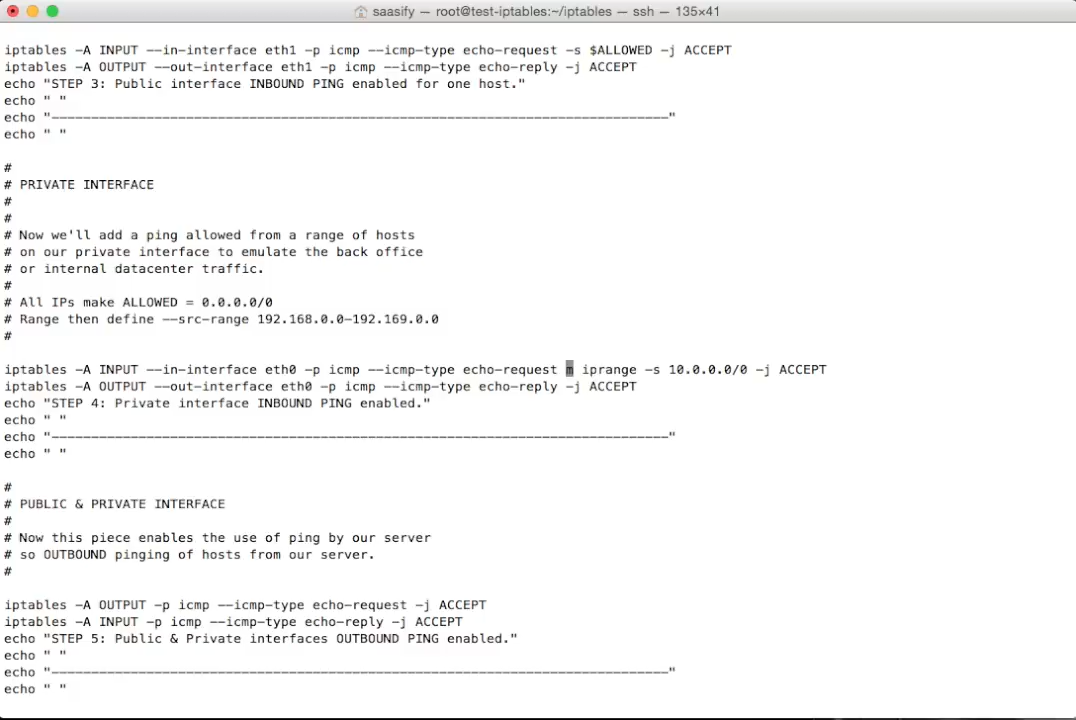 saasify — root@test-iptables:~/iptables — ssh — 135×41
iptables -A INPUT --in-interface eth1 -p icmp --icmp-type echo-request -s $ALLOWED -j ACCEPT
iptables -A OUTPUT --out-interface eth1 -p icmp --icmp-type echo-reply -j ACCEPT
echo "STEP 3: Public interface INBOUND PING enabled for one host."
echo " "
echo "------------------------------------------------------------------------------"
echo " "
#
# PRIVATE INTERFACE
#
#
# Now we'll add a ping allowed from a range of hosts
# on our private interface to emulate the back office
# or internal datacenter traffic.
#
# All IPs make ALLOWED = 0.0.0.0/0
# Range then define --src-range 192.168.0.0-192.169.0.0
#
iptables -A INPUT --in-interface eth0 -p icmp --icmp-type echo-request m iprange -s 10.0.0.0/0 -j ACCEPT
iptables -A OUTPUT --out-interface eth0 -p icmp --icmp-type echo-reply -j ACCEPT
echo "STEP 4: Private interface INBOUND PING enabled."
echo " "
echo "------------------------------------------------------------------------------"
echo " "
#
# PUBLIC & PRIVATE INTERFACE
#
# Now this piece enables the use of ping by our server
# so OUTBOUND pinging of hosts from our server.
#
iptables -A OUTPUT -p icmp --icmp-type echo-request -j ACCEPT
iptables -A INPUT -p icmp --icmp-type echo-reply -j ACCEPT
echo "STEP 5: Public & Private interfaces OUTBOUND PING enabled."
echo " "
echo "------------------------------------------------------------------------------"
echo " "